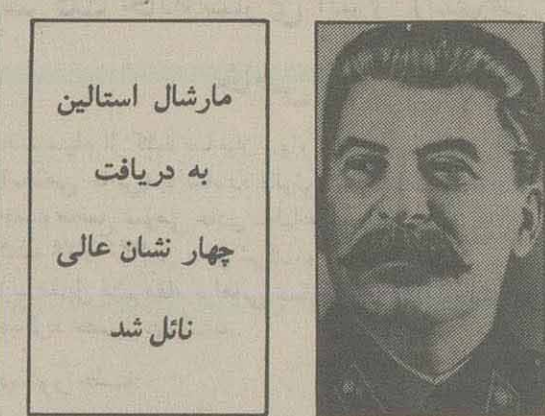 مارشال استالین
به دریافت
چهار نشان عالی
نائل شد